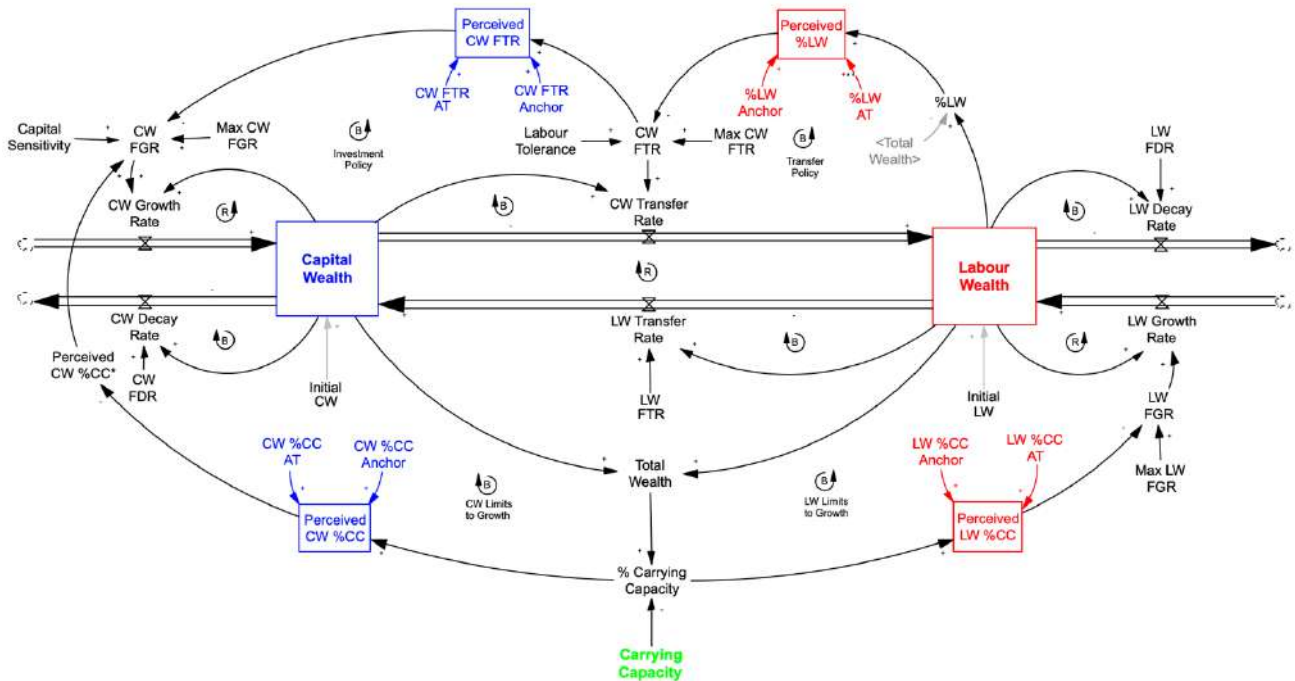 Perceived
CW FTR
Perceived
%LW
CW FTR
AT
CW FTR
Anchor
%LW
Anchor
%LW
AT
%LW
<Total
Wealth>
LW
FDR
Capital
Sensitivity
CW
FGR
Max CW
FGR
B
Investment
Policy
Labour
Tolerance
CW
FTR
Max CW
FTR
B
Transfer
Policy
CW Growth
Rate
R
B
CW Transfer
Rate
B
LW Decay
Rate
Capital
Wealth
R
Labour
Wealth
CW Decay
Rate
B
LW Transfer
Rate
B
R
LW Growth
Rate
Perceived
CW %CC*
CW
FDR
Initial
CW
LW
FTR
Initial
LW
LW
FGR
CW %CC
AT
CW %CC
Anchor
B
CW Limits
to Growth
Total
Wealth
B
LW Limits
to Growth
LW %CC
Anchor
LW %CC
AT
Max LW
FGR
Perceived
CW %CC
Perceived
LW %CC
% Carrying
Capacity
Carrying
Capacity